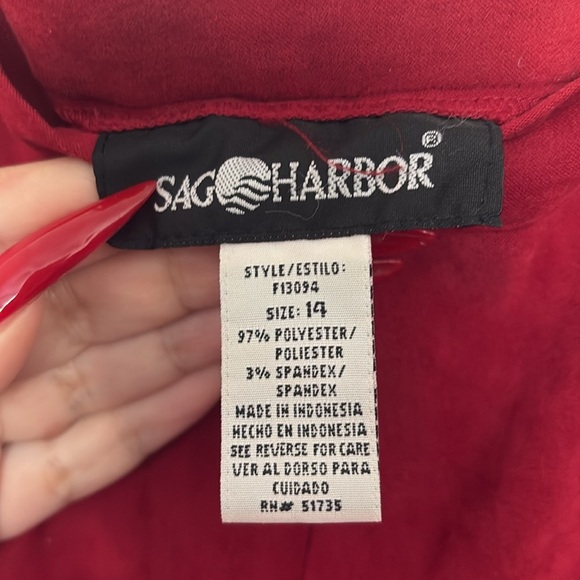 SAG HARBOR®
STYLE/ESTILO:
F13094
SIZE: 14
97% POLYESTER/
POLIESTER
3% SPANDEX/
SPANDEX
MADE IN INDONESIA
HECHO EN INDONESIA
SEE REVERSE FOR CARE
VER AL DORSO PARA
CUIDADO
RN# 51735